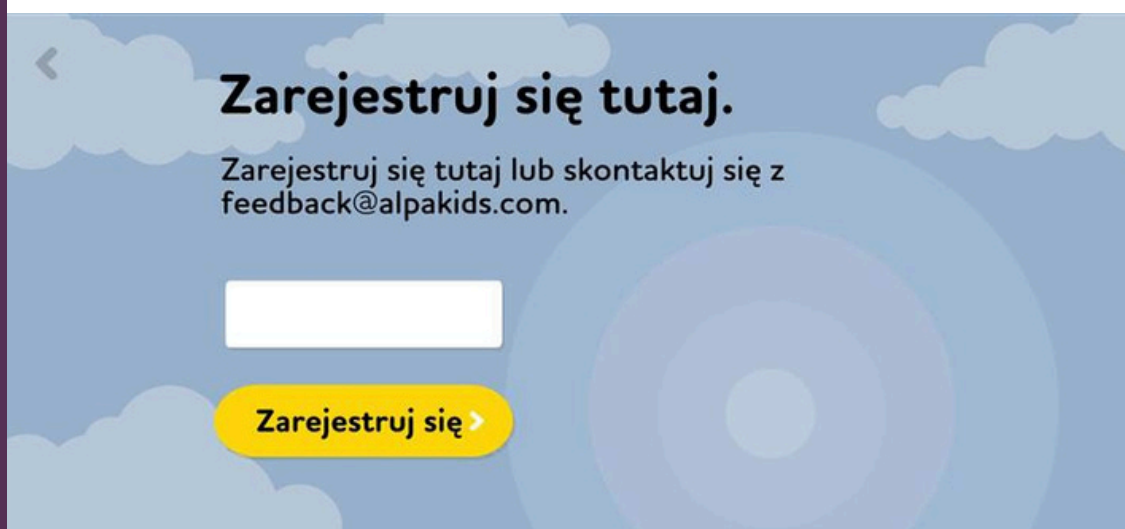 Zarejestruj się tutaj.
Zarejestruj się tutaj lub skontaktuj się z
feedback@alpakids.com.
Zarejestruj się